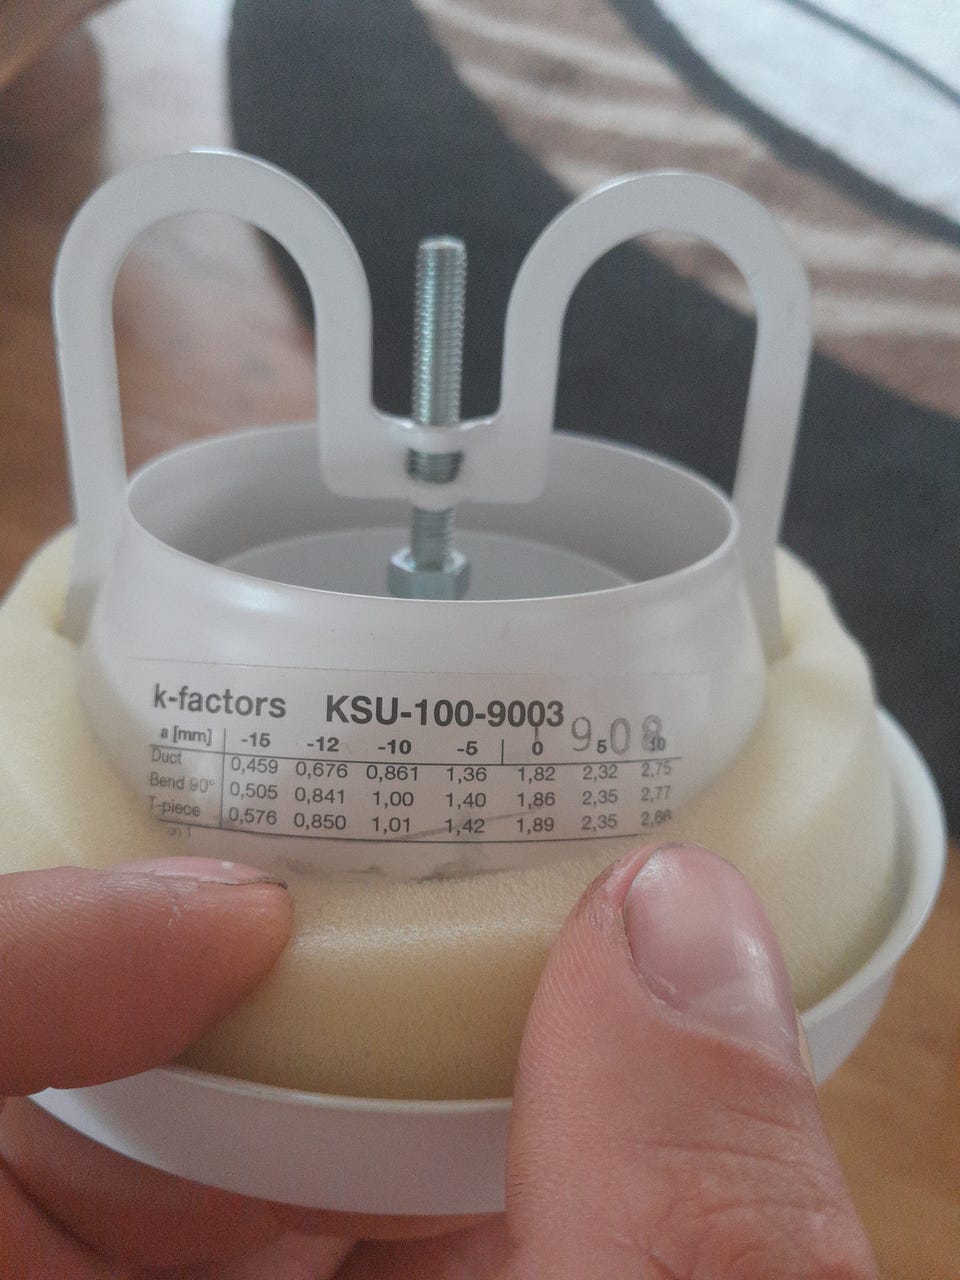 k-factors KSU-100-9003
908
a [mm] -15 -12 -10 -5 0 5 10
Duct 0,459 0,676 0,861 1,36 1,82 2,32 2,75
Bend 90° 0,505 0,841 1,00 1,40 1,86 2,35 2,77
T-piece 0,576 0,850 1,01 1,42 1,89 2,35